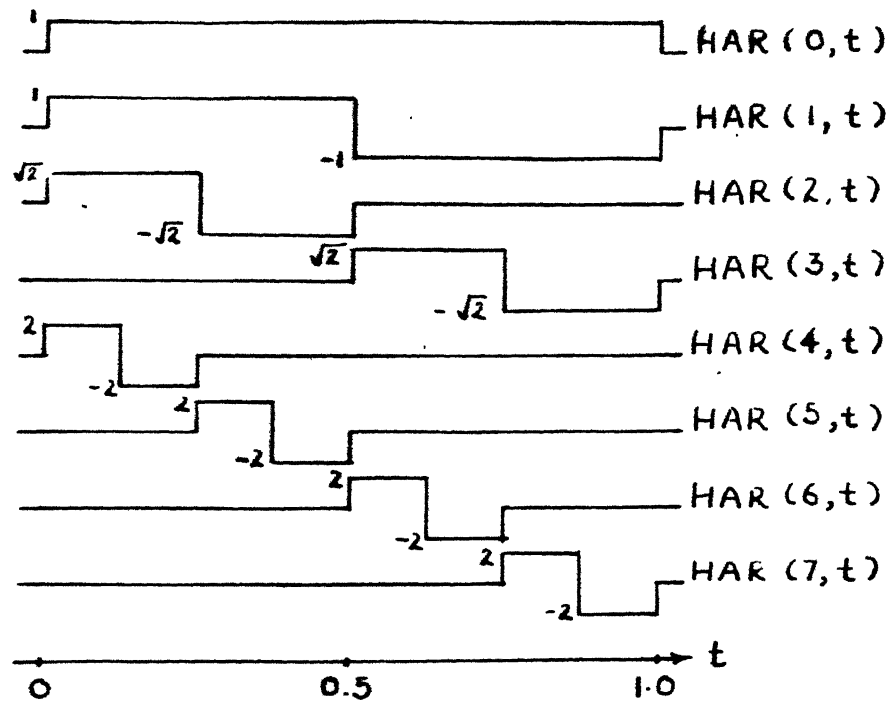 1 HAR (0,t)
1 HAR (1,t)
-1
√2 HAR (2,t)
-√2
√2 HAR (3,t)
-√2
2 HAR (4,t)
-2
2 HAR (5,t)
-2
2 HAR (6,t)
-2
2 HAR (7,t)
-2
t
0 0.5 1.0